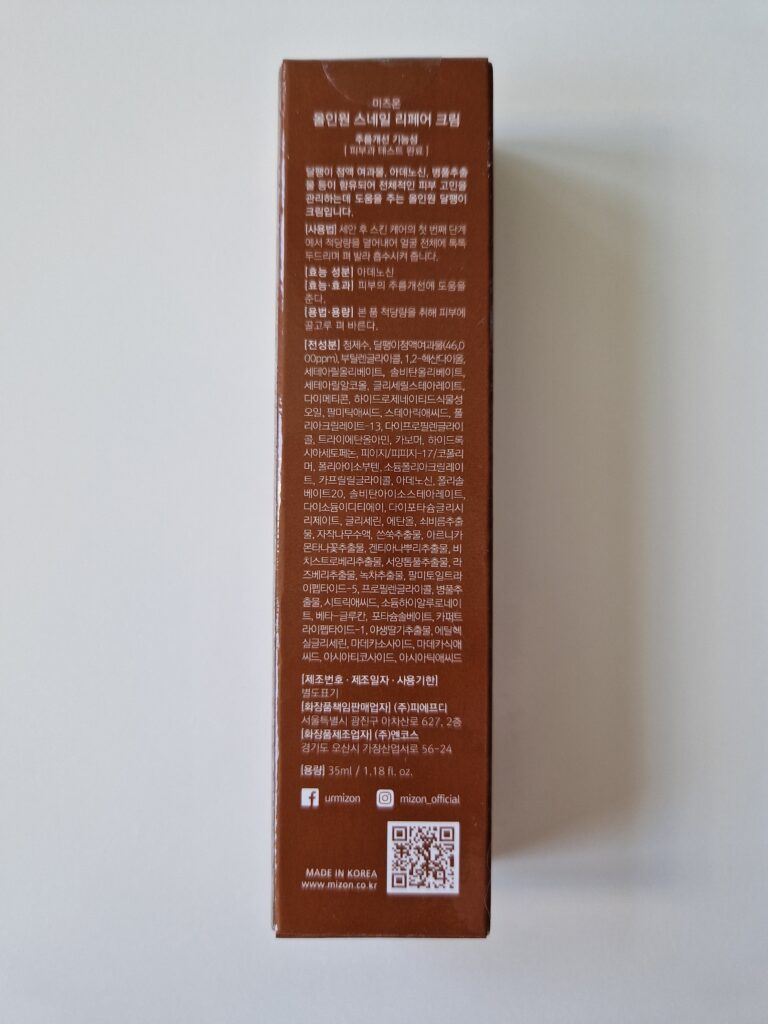 미즈온
올인원 스네일 리페어 크림
주름개선 기능성
[ 피부과 테스트 완료 ]
달팽이 점액 여과물, 아데노신, 병풀추출
물 등이 함유되어 전체적인 피부 고민을
관리하는데 도움을 주는 올인원 달팽이
크림입니다.
[사용법] 세안 후 스킨 케어의 첫 번째 단계
에서 적당량을 덜어내어 얼굴 전체에 톡톡
두드리며 펴 발라 흡수시켜 줍니다.
[효능 성분] 아데노신
[효능·효과] 피부의 주름개선에 도움을
준다.
[용법·용량] 본 품 적당량을 취해 피부에
골고루 펴 바른다.
[전성분] 정제수, 달팽이점액여과물(46,0
00ppm), 부틸렌글라이콜, 1,2-헥산다이올,
세테아릴올리베이트, 솔비탄올리베이트,
세테아릴알코올, 글리세릴스테아레이트,
다이메티콘, 하이드로제네이티드식물성
오일, 팔미틱애씨드, 스테아릭애씨드, 폴
리아크릴레이트-13, 다이프로필렌글라이
콜, 트라이에탄올아민, 카보머, 하이드록
시아세토페논, 피이지/피피지-17/코폴리
머, 폴리아이소부텐, 소듐폴리아크릴레이
트, 카프릴릴글라이콜, 아데노신, 폴리솔
베이트20, 솔비탄아이소스테아레이트,
다이소듐이디티에이, 다이포타슘글리시
리제이트, 글리세린, 에탄올, 쇠비름추출
물, 자작나무수액, 쓴쑥추출물, 아르니카
몬타나꽃추출물, 겐티아나뿌리추출물, 비
치스트로베리추출물, 서양톱풀추출물, 라
즈베리추출물, 녹차추출물, 팔미토일트라
이펩타이드-5, 프로필렌글라이콜, 병풀추
출물, 시트릭애씨드, 소듐하이알루로네이
트, 베타-글루칸, 포타슘솔베이트, 카퍼트
라이펩타이드-1, 야생딸기추출물, 에틸헥
실글리세린, 마데카소사이드, 마데카식애
씨드, 아시아티코사이드, 아시아틱애씨드
[제조번호 · 제조일자 · 사용기한]
별도표기
[화장품책임판매업자] (주)피에프디
서울특별시 광진구 아차산로 627, 2층
[화장품제조업자] (주)앤코스
경기도 오산시 가장산업서로 56-24
[용량] 35ml / 1.18 fl. oz.
urmizon mizon_official
MADE IN KOREA
www.mizon.co.kr